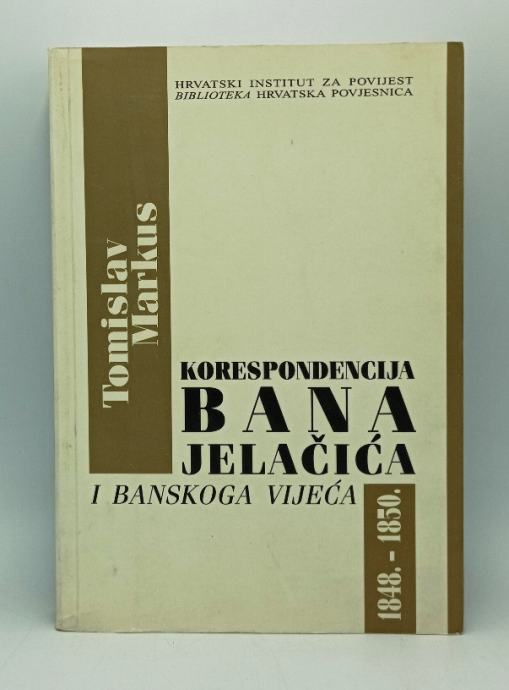 HRVATSKI INSTITUT ZA POVIJEST
BIBLIOTEKA HRVATSKA POVJESNICA
Tomislav
Markus
KORESPONDENCIJA
BANA
JELAČIĆA
I BANSKOGA VIJEĆA
1848. - 1850.